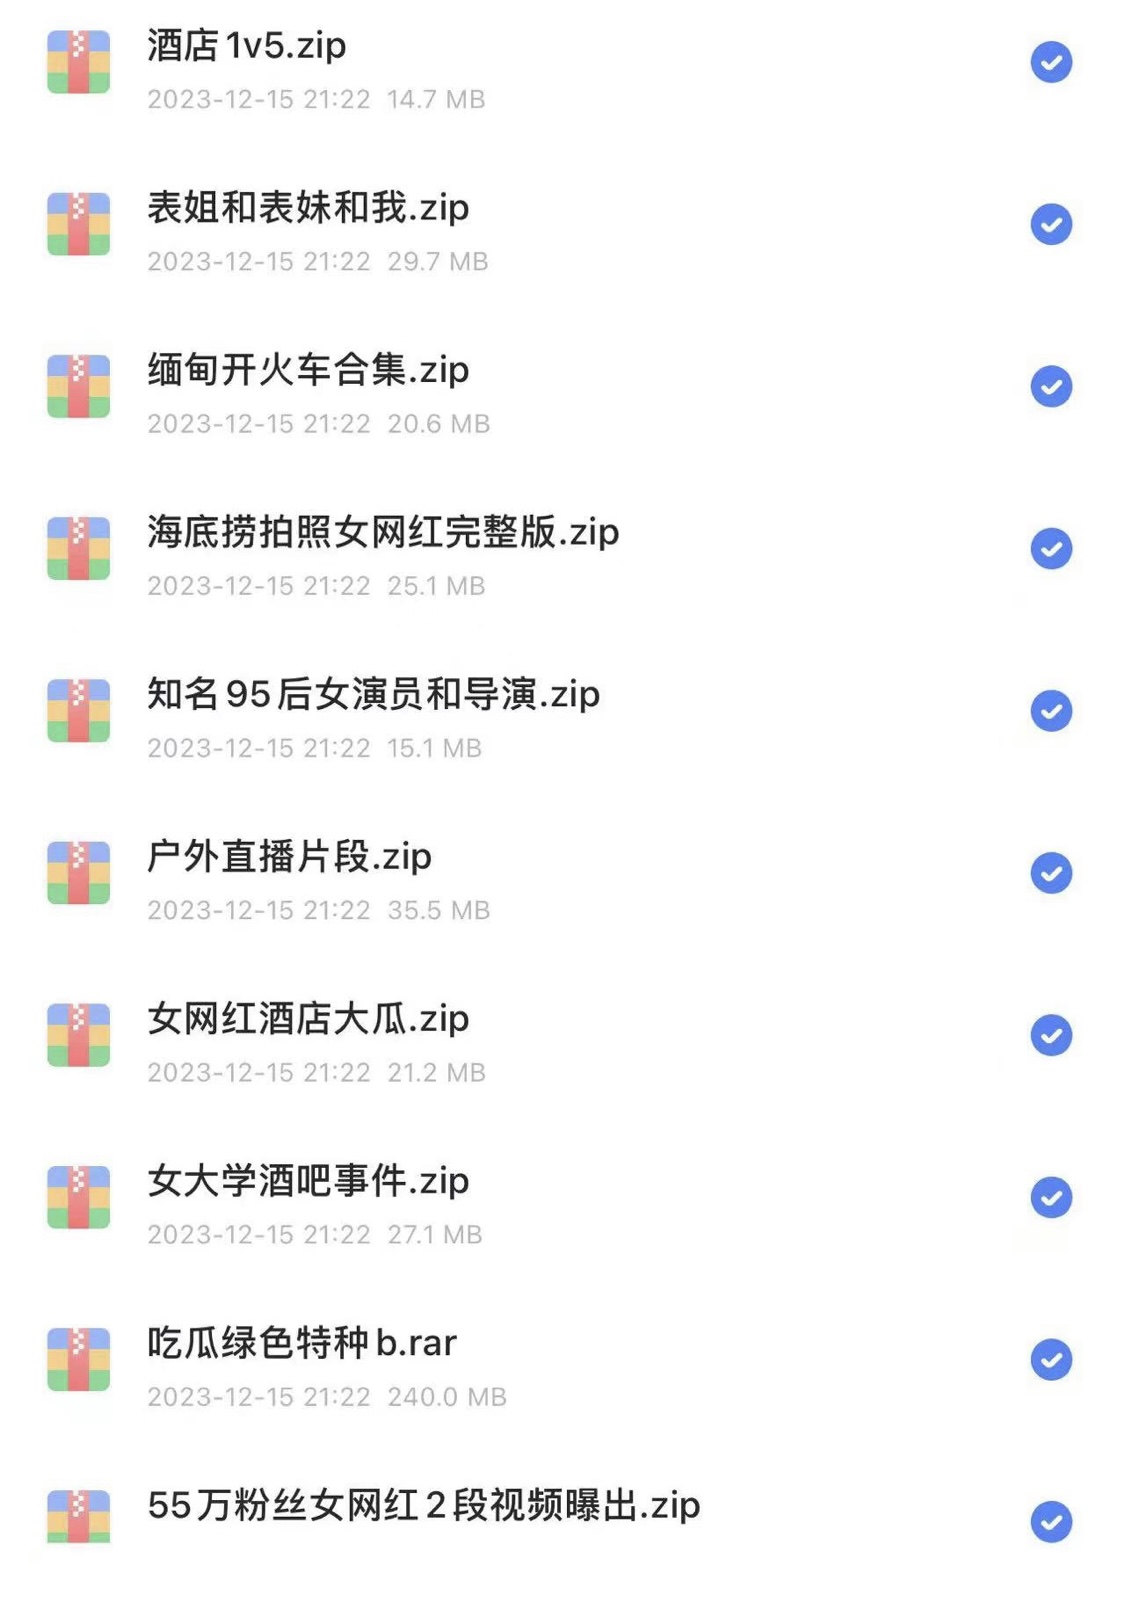 酒店1v5.zip
2023-12-15 21:22 14.7 MB
表姐和表妹和我.zip
2023-12-15 21:22 29.7 MB
缅甸开火车合集.zip
2023-12-15 21:22 20.6 MB
海底捞拍照女网红完整版.zip
2023-12-15 21:22 25.1 MB
知名95后女演员和导演.zip
2023-12-15 21:22 15.1 MB
户外直播片段.zip
2023-12-15 21:22 35.5 MB
女网红酒店大瓜.zip
2023-12-15 21:22 21.2 MB
女大学酒吧事件.zip
2023-12-15 21:22 27.1 MB
吃瓜绿色特种b.rar
2023-12-15 21:22 240.0 MB
55万粉丝女网红2段视频曝出.zip